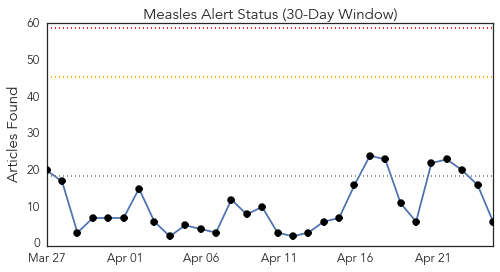 Measles Alert Status (30-Day Window)
Articles Found
60
50
40
30
20
10
0
Mar 27
Apr 01
Apr 06
Apr 11
Apr 16
Apr 21